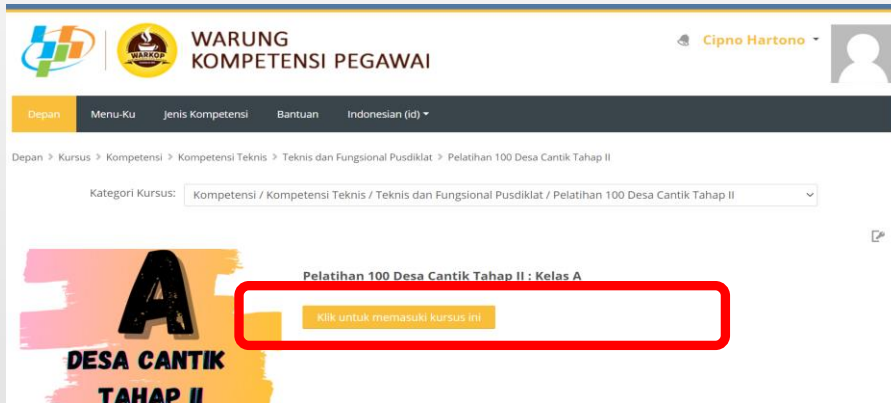 WARKOP
WARUNG
KOMPETENSI PEGAWAI
Cipno Hartono
Depan Menu-Ku Jenis Kompetensi Bantuan Indonesian (id)
Depan > Kursus > Kompetensi > Kompetensi Teknis > Teknis dan Fungsional Pusdiklat > Pelatihan 100 Desa Cantik Tahap II
Kategori Kursus: Kompetensi / Kompetensi Teknis / Teknis dan Fungsional Pusdiklat / Pelatihan 100 Desa Cantik Tahap II
Pelatihan 100 Desa Cantik Tahap II : Kelas A
Klik untuk memasuki kursus ini
A
DESA CANTIK
TAHAP II